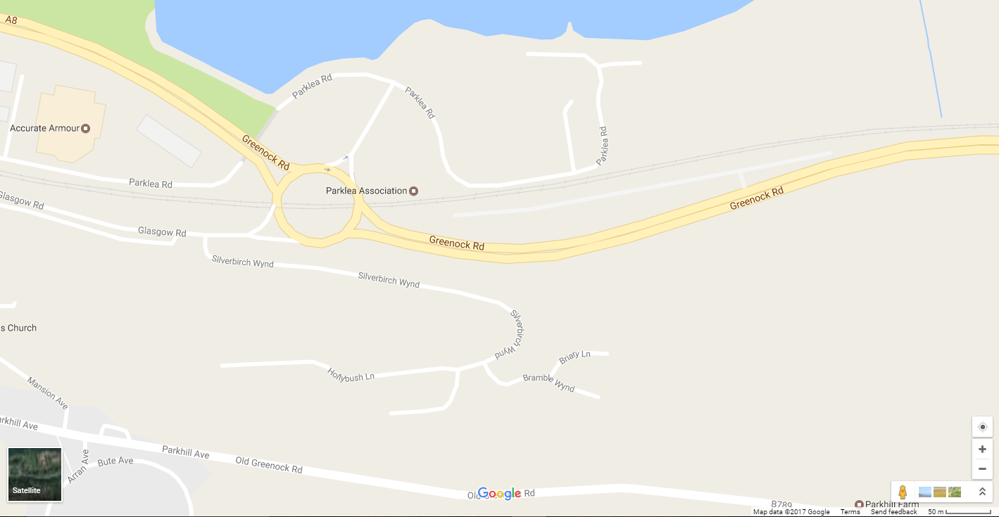 A8
Parklea Rd
Parklea Rd
Accurate Armour
Parklea Rd
Greenock Rd
Parklea Rd
Parklea Association
Greenock Rd
Glasgow Rd
Glasgow Rd
Greenock Rd
Silverbirch Wynd
Silverbirch Wynd
Silverbirch Wynd
s Church
Briary Ln
Hollybush Ln
Bramble Wynd
Mansion Ave
arkhill Ave
Parkhill Ave
Arran Ave
Bute Ave
Old Greenock Rd
Satellite
Google
Rd
B789
Parkhill Farm
Map data ©2017 Google
Terms
Send feedback
50 m